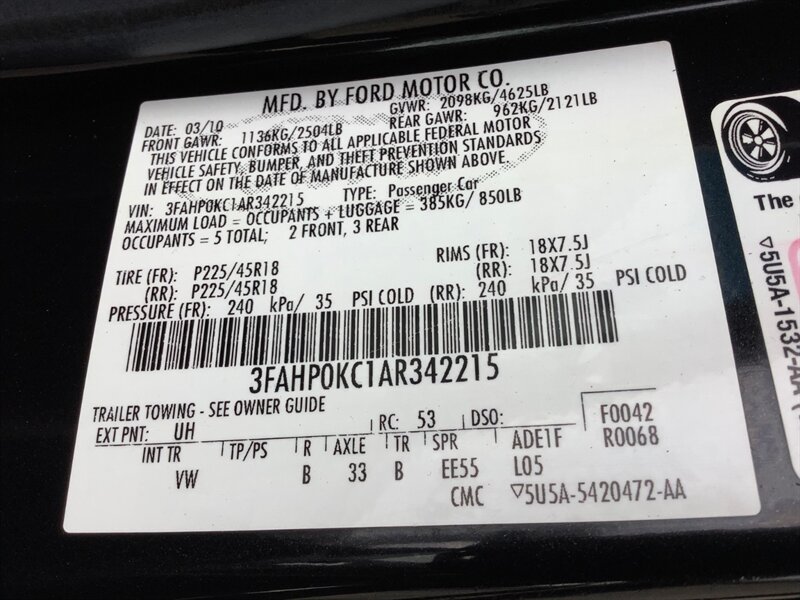 MFD. BY FORD MOTOR CO.
DATE: 03/10 GVWR: 2098KG/4625LB
FRONT GAWR: 1136KG/2504LB REAR GAWR: 962KG/2121LB
THIS VEHICLE CONFORMS TO ALL APPLICABLE FEDERAL MOTOR
VEHICLE SAFETY, BUMPER, AND THEFT PREVENTION STANDARDS
IN EFFECT ON THE DATE OF MANUFACTURE SHOWN ABOVE.
VIN: 3FAHP0KC1AR342215 TYPE: Passenger Car
MAXIMUM LOAD = OCCUPANTS + LUGGAGE = 385KG/ 850LB
OCCUPANTS = 5 TOTAL; 2 FRONT, 3 REAR
TIRE (FR): P225/45R18 RIMS (FR): 18X7.5J
(RR): P225/45R18 (RR): 18X7.5J
PRESSURE (FR): 240 kPa/ 35 PSI COLD (RR): 240 kPa/ 35 PSI COLD
3FAHP0KC1AR342215
TRAILER TOWING - SEE OWNER GUIDE
EXT PNT: UH RC: 53 DSO: F0042
INT TR TP/PS R AXLE TR SPR ADE1F R0068
VW B 33 B EE55 L05
CMC ▽5U5A-5420472-AA
The
▽5U5A-1532-AA